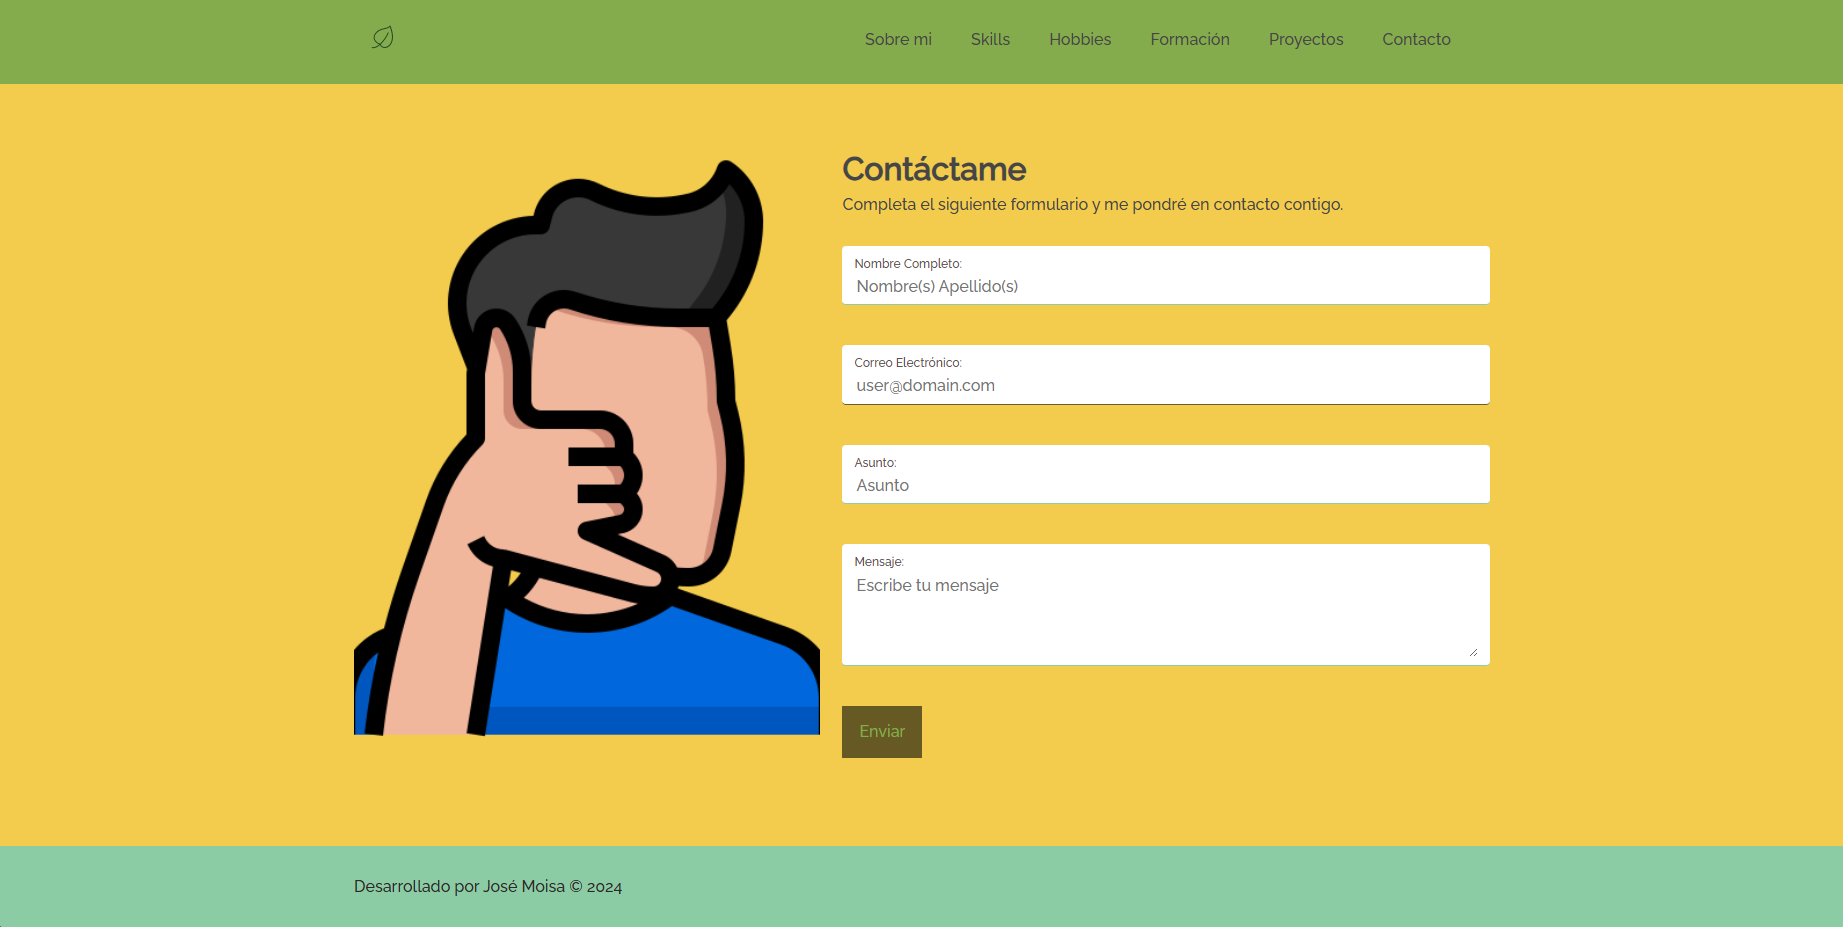 Sobre mi Skills Hobbies Formación Proyectos Contacto
Contáctame
Completa el siguiente formulario y me pondré en contacto contigo.
Nombre Completo:
Nombre(s) Apellido(s)
Correo Electrónico:
user@domain.com
Asunto:
Asunto
Mensaje:
Escribe tu mensaje
Enviar
Desarrollado por José Moisa © 2024